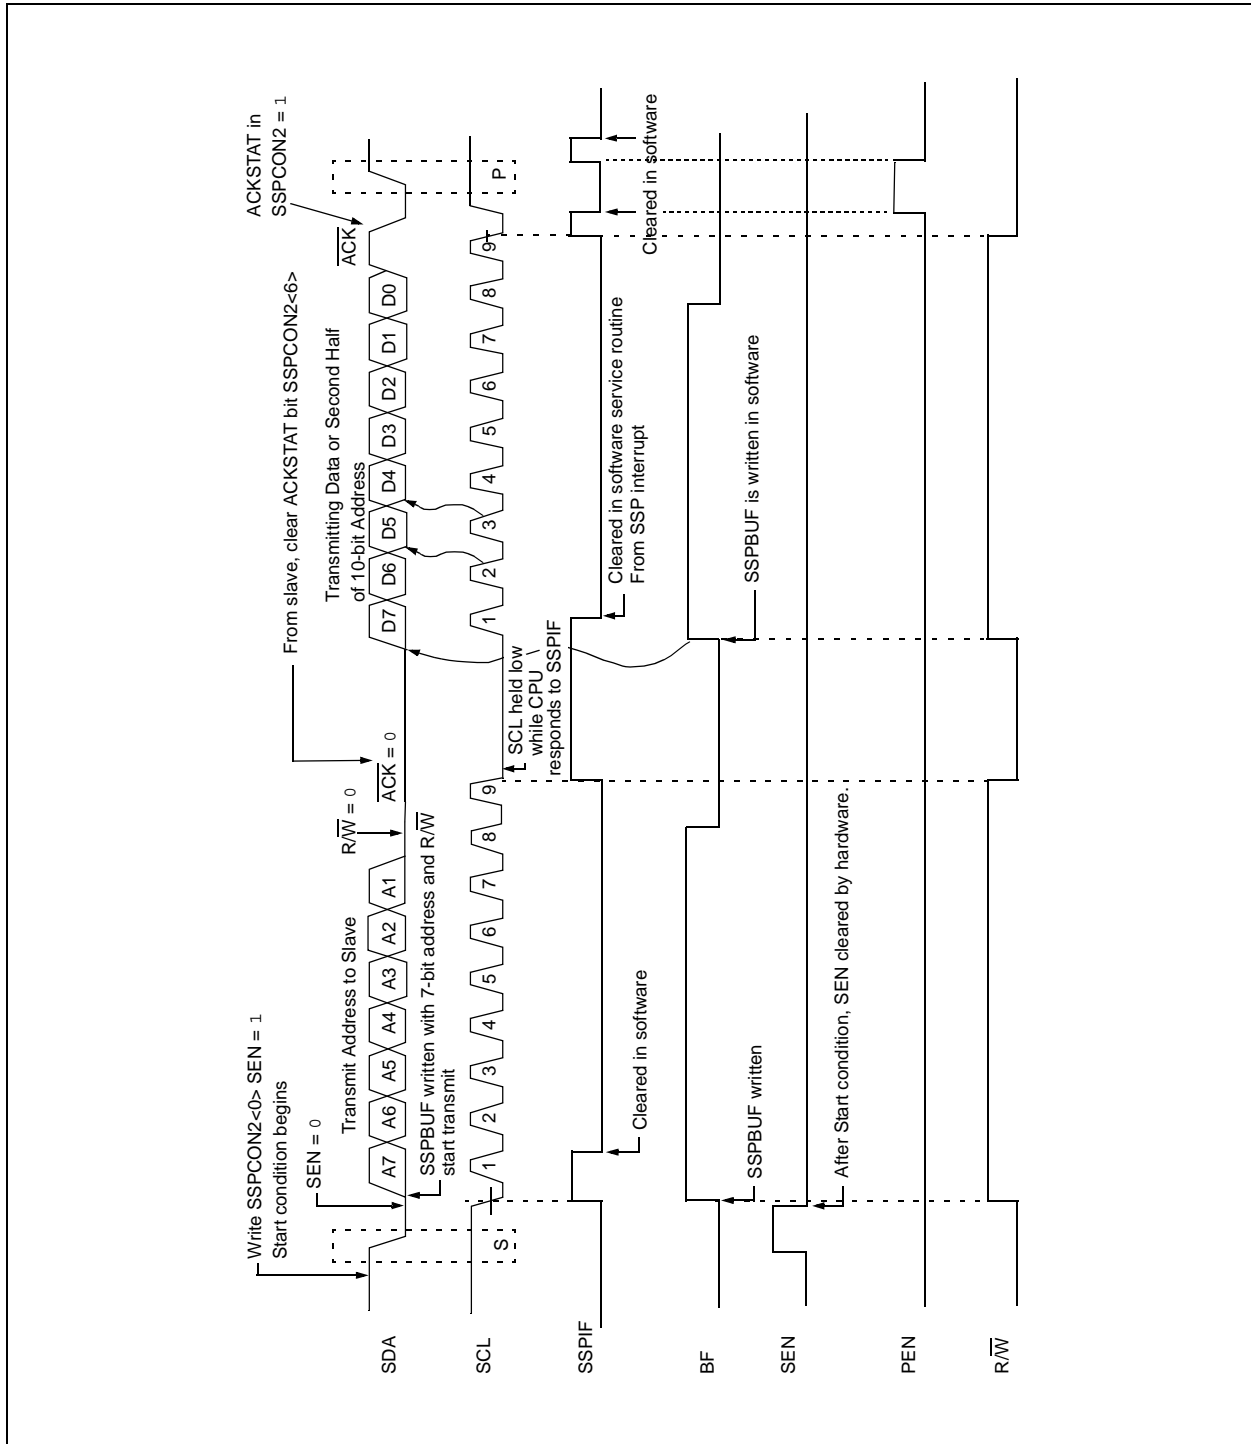 Write SSPCON2<0> SEN = 1
Start condition begins
From slave, clear ACKSTAT bit SSPCON2<6>
ACKSTAT in
SSPCON2 = 1
SEN = 0
Transmit Address to Slave
R/W = 0
ACK = 0
Transmitting Data or Second Half
of 10-bit Address
ACK
SDA
A7 A6 A5 A4 A3 A2 A1
D7 D6 D5 D4 D3 D2 D1 D0
SSPBUF written with 7-bit address and R/W
start transmit
SCL
S
1 2 3 4 5 6 7 8 9
1 2 3 4 5 6 7 8 9
P
SCL held low
while CPU
responds to SSPIF
SSPIF
Cleared in software
Cleared in software service routine
From SSP interrupt
Cleared in software
Cleared in software
BF
SSPBUF written
SSPBUF is written in software
SEN
After Start condition, SEN cleared by hardware.
PEN
R/W